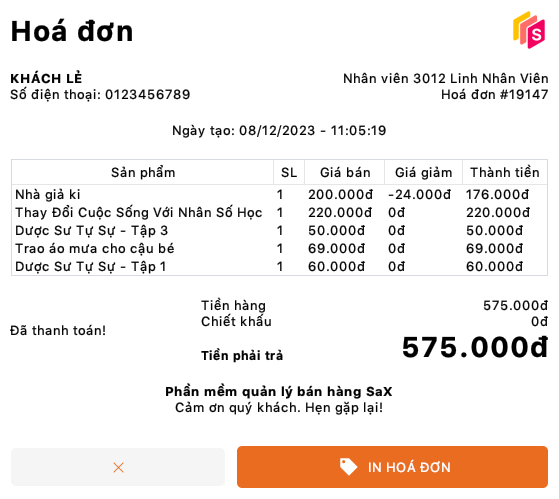 Hoá đơn
S
KHÁCH LẺ
Số điện thoại: 0123456789
Nhân viên 3012 Linh Nhân Viên
Hoá đơn #19147
Ngày tạo: 08/12/2023 - 11:05:19
Sản phẩm SL Giá bán Giá giảm Thành tiền
Nhà giả ki 1 200.000đ -24.000đ 176.000đ
Thay Đổi Cuộc Sống Với Nhân Số Học 1 220.000đ 0đ 220.000đ
Dược Sư Tự Sự - Tập 3 1 50.000đ 0đ 50.000đ
Trao áo mưa cho cậu bé 1 69.000đ 0đ 69.000đ
Dược Sư Tự Sự - Tập 1 1 60.000đ 0đ 60.000đ
Đã thanh toán!
Tiền hàng 575.000đ
Chiết khấu 0đ
Tiền phải trả 575.000đ
Phần mềm quản lý bán hàng SaX
Cảm ơn quý khách. Hẹn gặp lại!
IN HOÁ ĐƠN